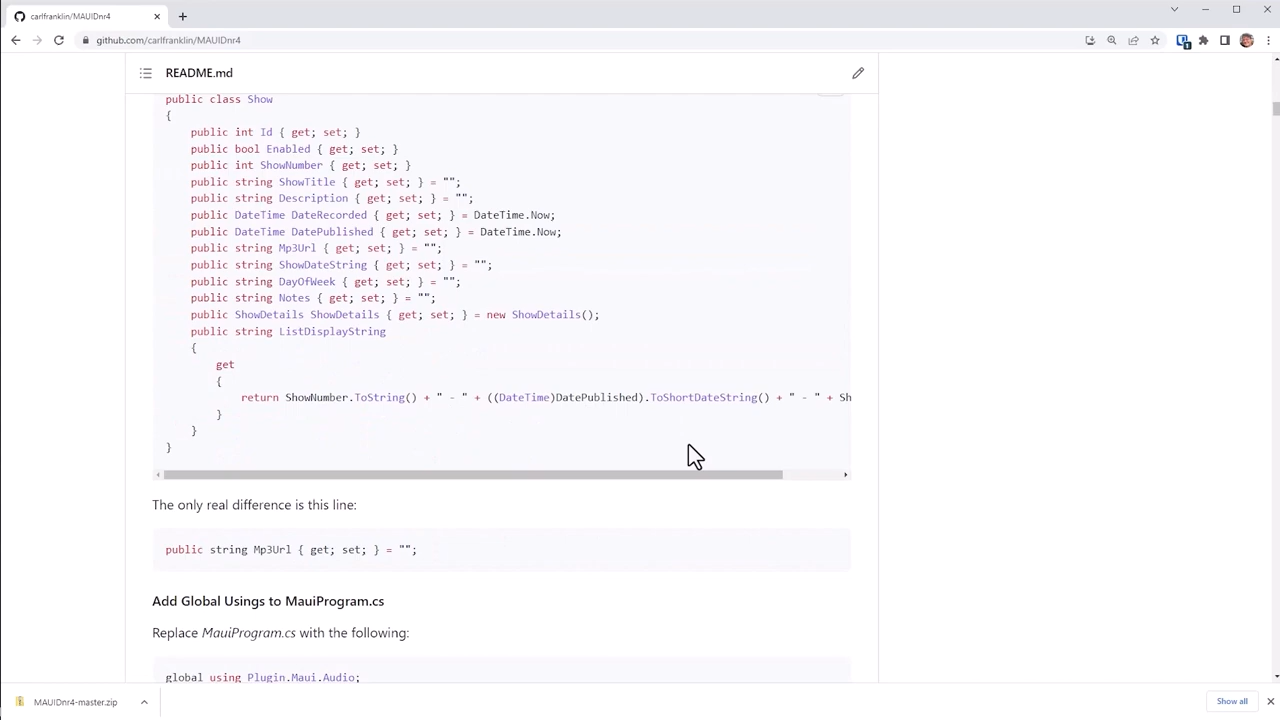 carlfranklin/MAUIDnr4
github.com/carlfranklin/MAUIDnr4
README.md
public class Show
{
public int Id { get; set; }
public bool Enabled { get; set; }
public int ShowNumber { get; set; }
public string ShowTitle { get; set; } = "";
public string Description { get; set; } = "";
public DateTime DateRecorded { get; set; } = DateTime.Now;
public DateTime DatePublished { get; set; } = DateTime.Now;
public string Mp3Url { get; set; } = "";
public string ShowDateString { get; set; } = "";
public string DayOfWeek { get; set; } = "";
public string Notes { get; set; } = "";
public ShowDetails ShowDetails { get; set; } = new ShowDetails();
public string ListDisplayString
{
get
{
return ShowNumber.ToString() + " - " + ((DateTime)DatePublished).ToShortDateString() + " - " + Sh
}
}
}
The only real difference is this line:
public string Mp3Url { get; set; } = "";
Add Global Usings to MauiProgram.cs
Replace MauiProgram.cs with the following:
global using Plugin.Maui.Audio;
MAUIDnr4-master.zip
Show all